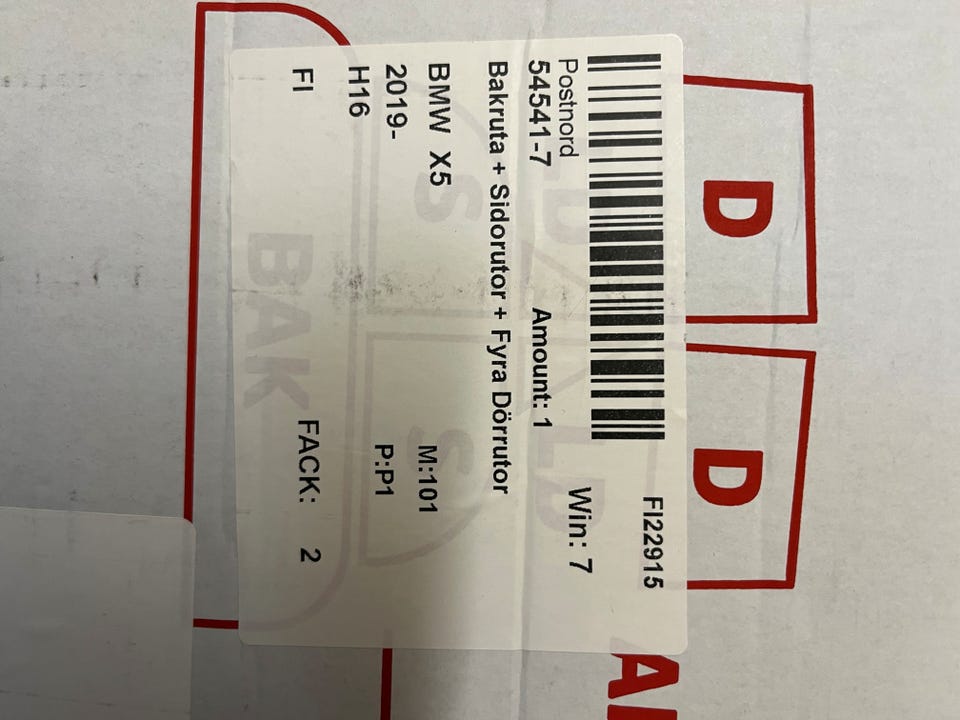 FI22915
Postnord Win: 7
54541-7 Amount: 1
Bakruta + Sidorutor + Fyra Dörrutor
BMW X5 M:101
2019- P:P1
H16
FI FACK: 2
D D
BAK
S S